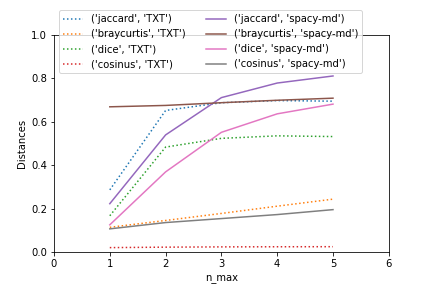 ('jaccard', 'TXT') ('jaccard', 'spacy-md')
('braycurtis', 'TXT') ('braycurtis', 'spacy-md')
('dice', 'TXT') ('dice', 'spacy-md')
('cosinus', 'TXT') ('cosinus', 'spacy-md')
1.0
0.8
0.6
0.4
0.2
0.0
Distances
0 1 2 3 4 5 6
n_max